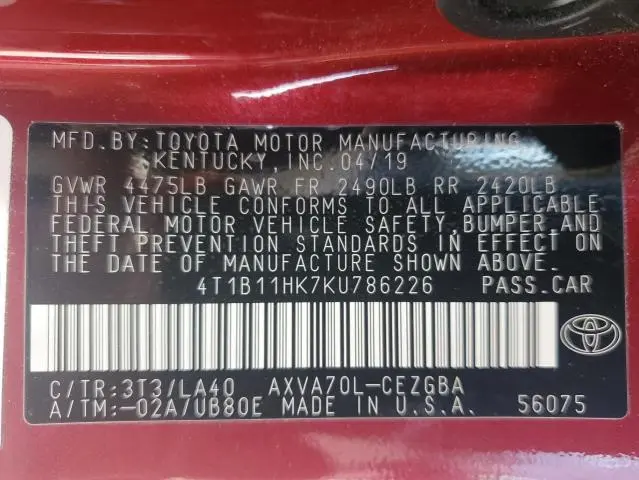 MFD.BY:TOYOTA MOTOR MANUFACTURING,
KENTUCKY,INC.04/19
GVWR 4475LB GAWR FR 2490LB RR 2420LB
THIS VEHICLE CONFORMS TO ALL APPLICABLE
FEDERAL MOTOR VEHICLE SAFETY,BUMPER,AND
THEFT PREVENTION STANDARDS IN EFFECT ON
THE DATE OF MANUFACTURE SHOWN ABOVE.
4T1B11HK7KU786226 PASS.CAR
C/TR:3T3/LA40 AXVA70L-CEZGBA
A/TM:-02A/UB80E MADE IN U.S.A. 56075
TOYOTA